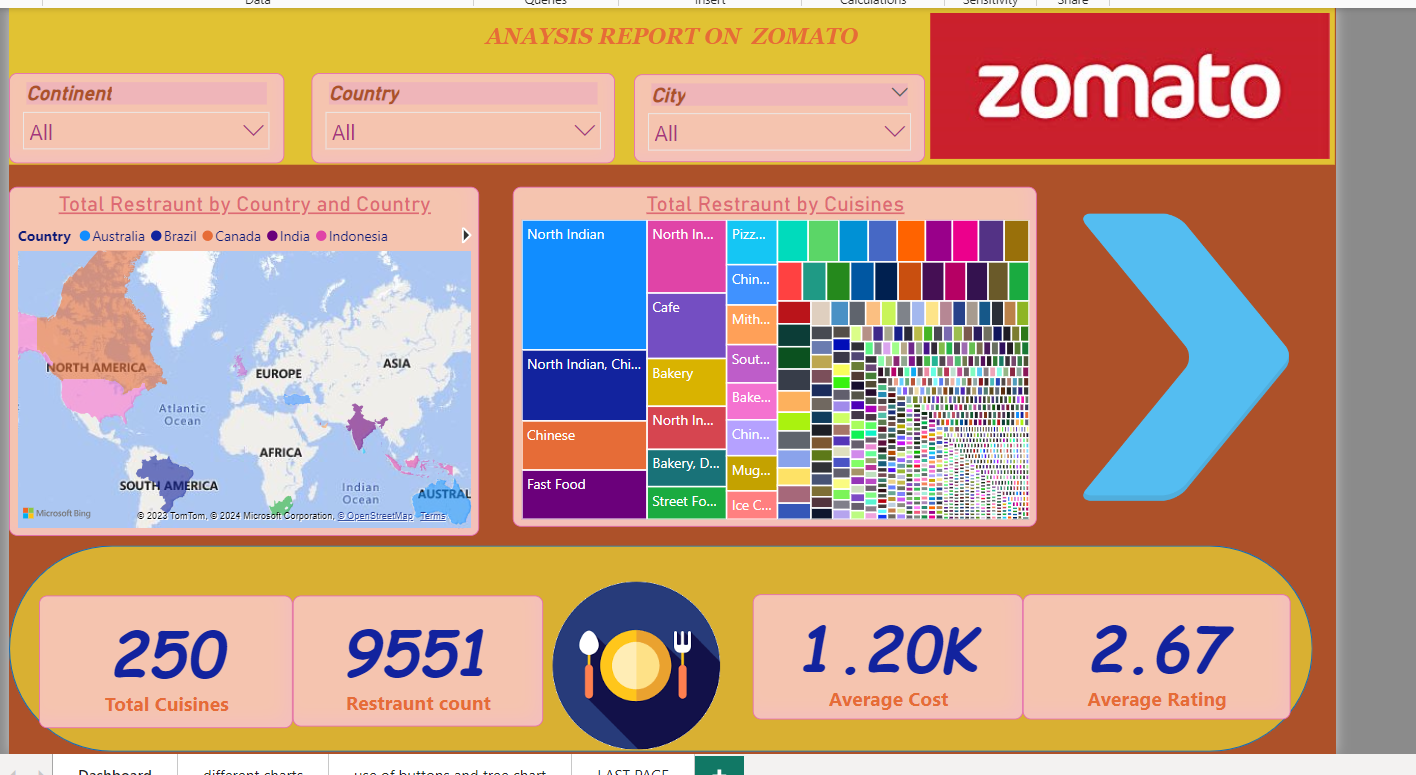 Data Queries Insert Calculations Sensitivity Share
ANAYSIS REPORT ON ZOMATO
zomato
Continent
All
Country
All
City
All
Total Restraunt by Country and Country
Country Australia Brazil Canada India Indonesia
NORTH AMERICA
EUROPE
ASIA
Atlantic
Ocean
AFRICA
SOUTH AMERICA
Indian
Ocean
AUSTRAL
Microsoft Bing
© 2023 TomTom, © 2024 Microsoft Corporation, © OpenStreetMap Terms
Total Restraunt by Cuisines
North Indian
North Indian, Chi...
Chinese
Fast Food
North In...
Cafe
Bakery
North In...
Bakery, D...
Street Fo...
Pizz...
Chin...
Mith...
Sout...
Bake...
Chin...
Mug...
Ice C...
250
Total Cuisines
9551
Restraunt count
1.20K
Average Cost
2.67
Average Rating
Dashboard different charts use of buttons and tree chart LAST PAGE